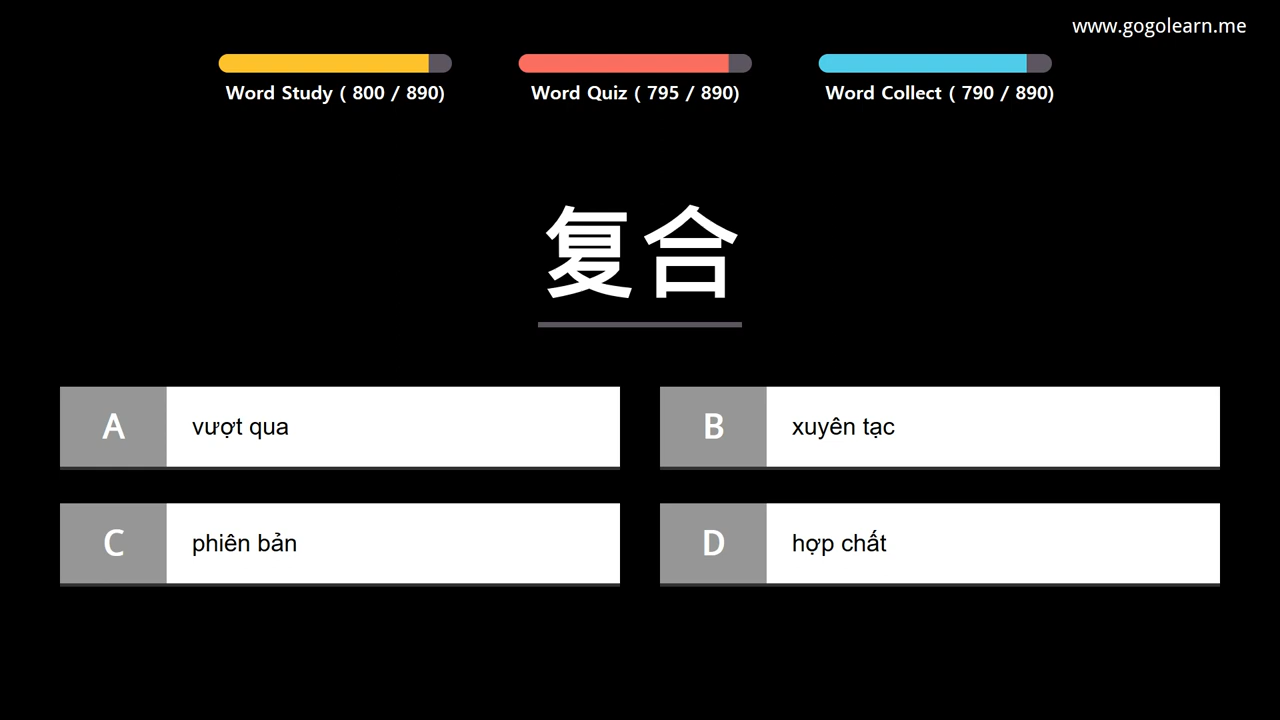 www.gogolearn.me
Word Study ( 800 / 890)
Word Quiz ( 795 / 890)
Word Collect ( 790 / 890)
复合
A vượt qua
B xuyên tạc
C phiên bản
D hợp chất